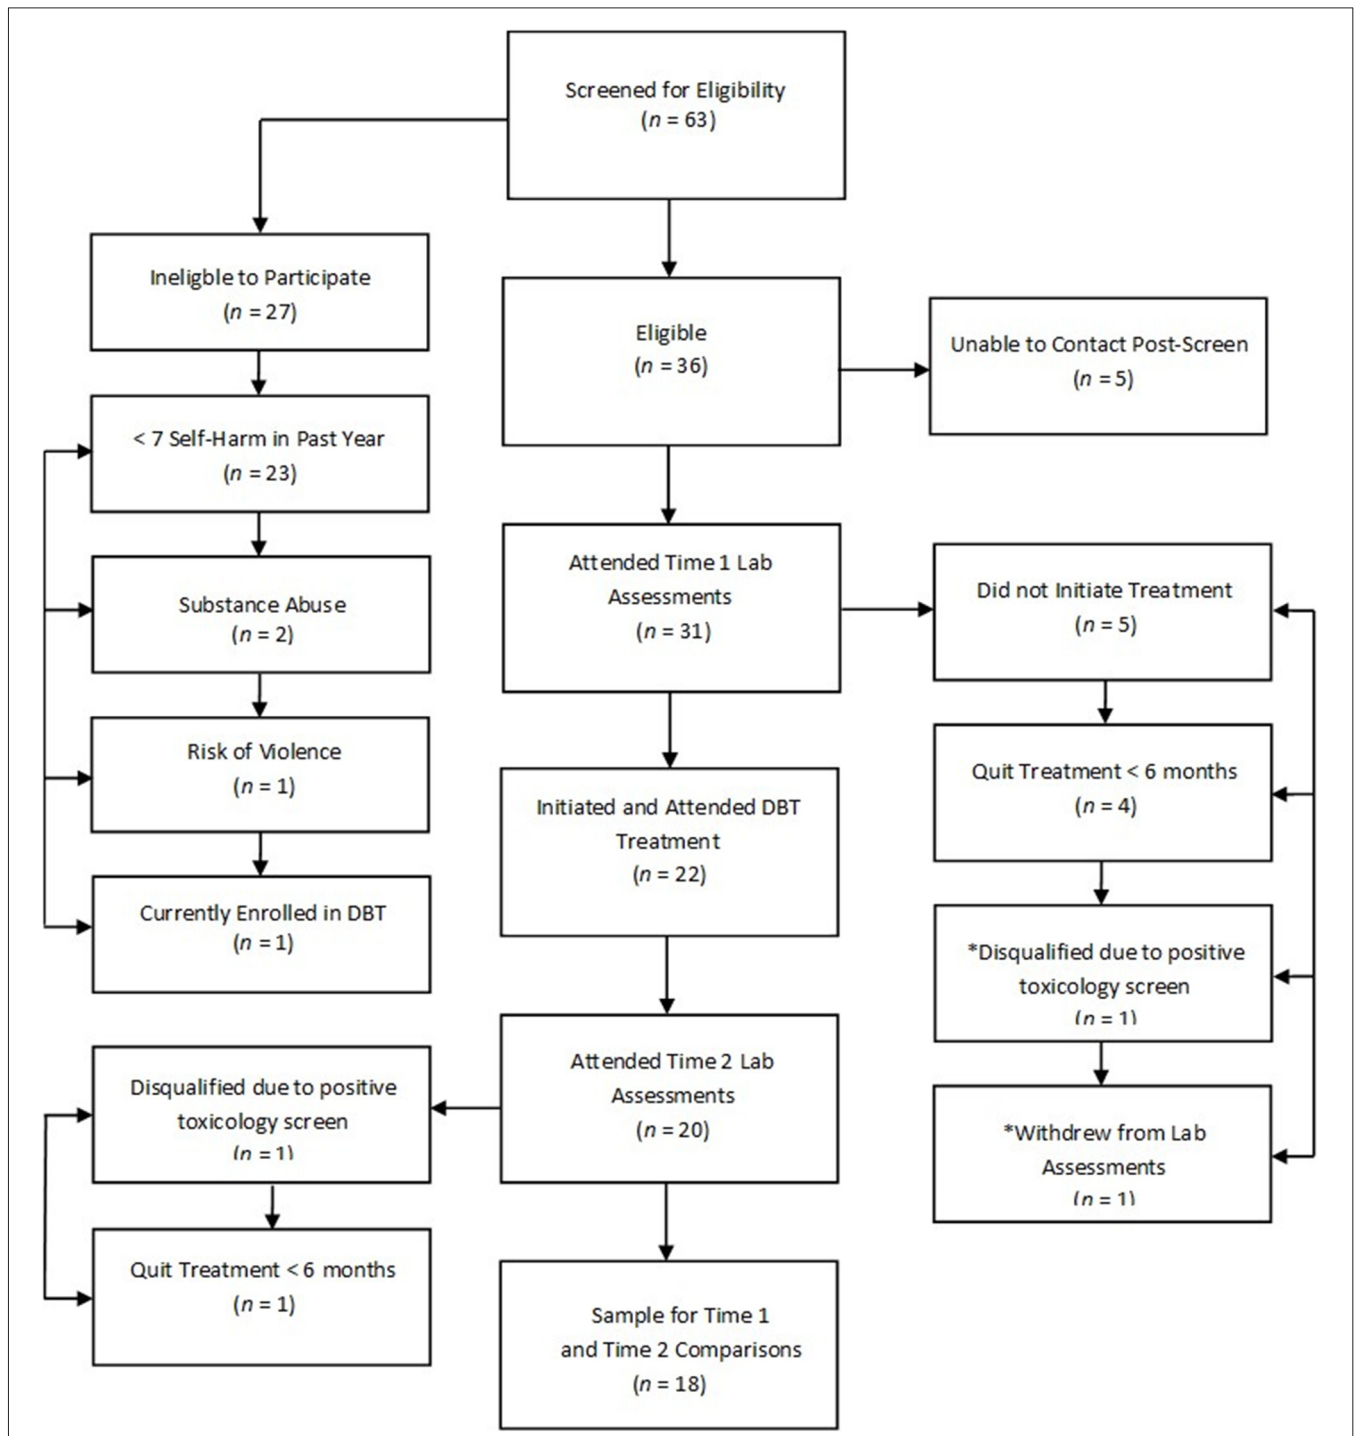 Screened for Eligibility
(n = 63)
Ineligble to Participate
(n = 27)
< 7 Self-Harm in Past Year
(n = 23)
Substance Abuse
(n = 2)
Risk of Violence
(n = 1)
Currently Enrolled in DBT
(n = 1)
Eligible
(n = 36)
Unable to Contact Post-Screen
(n = 5)
Attended Time 1 Lab
Assessments
(n = 31)
Did not Initiate Treatment
(n = 5)
Quit Treatment < 6 months
(n = 4)
*Disqualified due to positive
toxicology screen
(n = 1)
*Withdrew from Lab
Assessments
(n = 1)
Initiated and Attended DBT
Treatment
(n = 22)
Attended Time 2 Lab
Assessments
(n = 20)
Disqualified due to positive
toxicology screen
(n = 1)
Quit Treatment < 6 months
(n = 1)
Sample for Time 1
and Time 2 Comparisons
(n = 18)